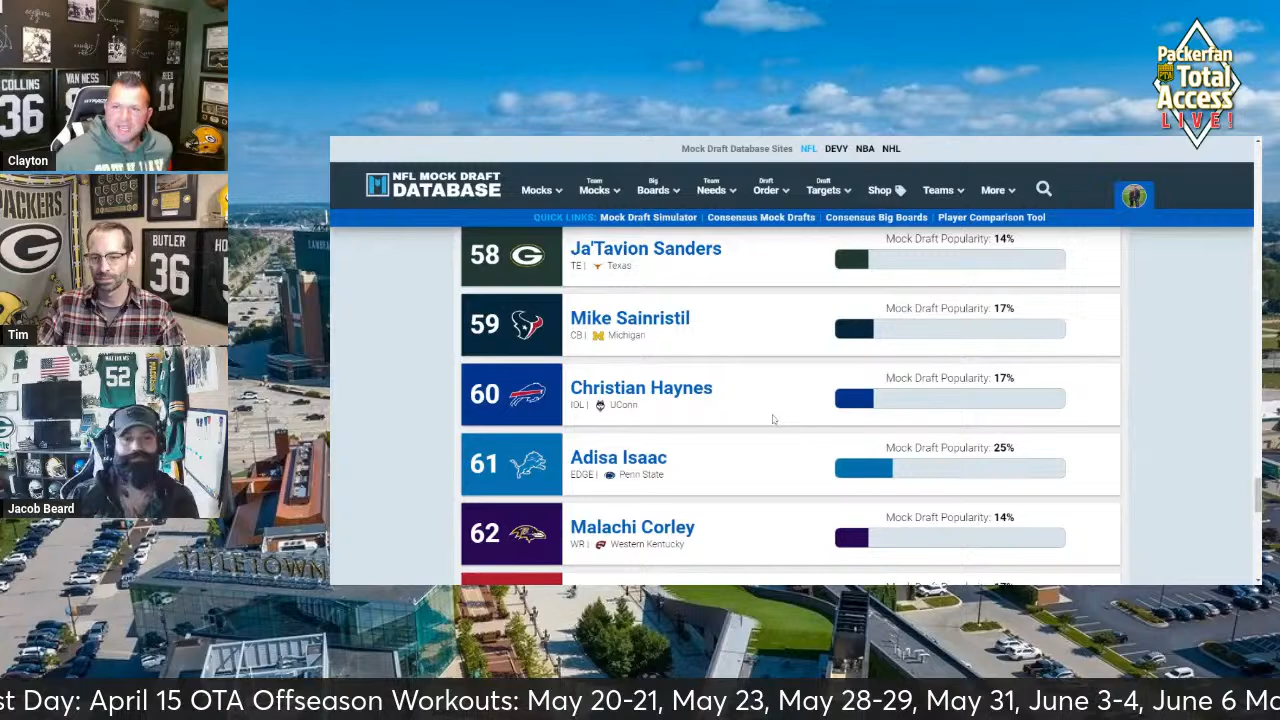 COLLINS
36
VAN NESS
REED
11
Clayton
PACKERS
G
BUTLER
36
Tim
MATTHEWS
52
G
Jacob Beard
Packerfan
Total
Access
LIVE!
Mock Draft Database Sites NFL DEVY NBA NHL
NFL MOCK DRAFT
DATABASE
Mocks
Team
Mocks
Big
Boards
Team
Needs
Draft
Order
Draft
Targets
Shop
Teams
More
QUICK LINKS: Mock Draft Simulator | Consensus Mock Drafts | Consensus Big Boards | Player Comparison Tool
58 G Ja'Tavion Sanders
TE | Texas
Mock Draft Popularity: 14%
59 Mike Sainristil
CB | Michigan
Mock Draft Popularity: 17%
60 Christian Haynes
IOL | UConn
Mock Draft Popularity: 17%
61 Adisa Isaac
EDGE | Penn State
Mock Draft Popularity: 25%
62 Malachi Corley
WR | Western Kentucky
Mock Draft Popularity: 14%
TITLETOWN
st Day: April 15 OTA Offseason Workouts: May 20-21, May 23, May 28-29, May 31, June 3-4, June 6 Ma